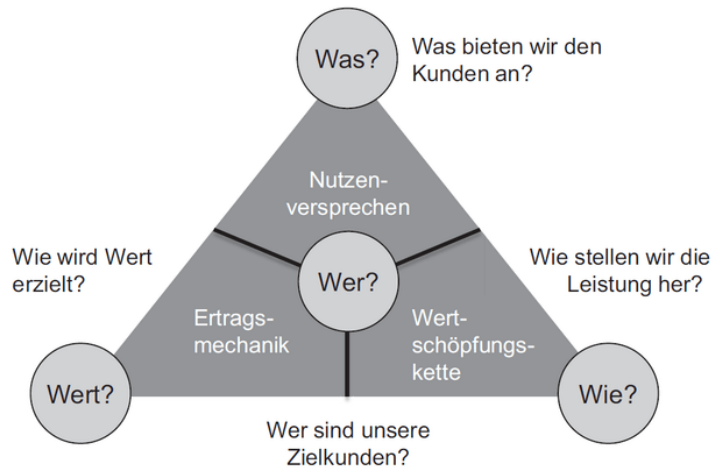 Was?
Was bieten wir den
Kunden an?
Nutzen-
versprechen
Wie wird Wert
erzielt?
Wer?
Wie stellen wir die
Leistung her?
Ertrags-
mechanik
Wert-
schöpfungs-
kette
Wert?
Wie?
Wer sind unsere
Zielkunden?